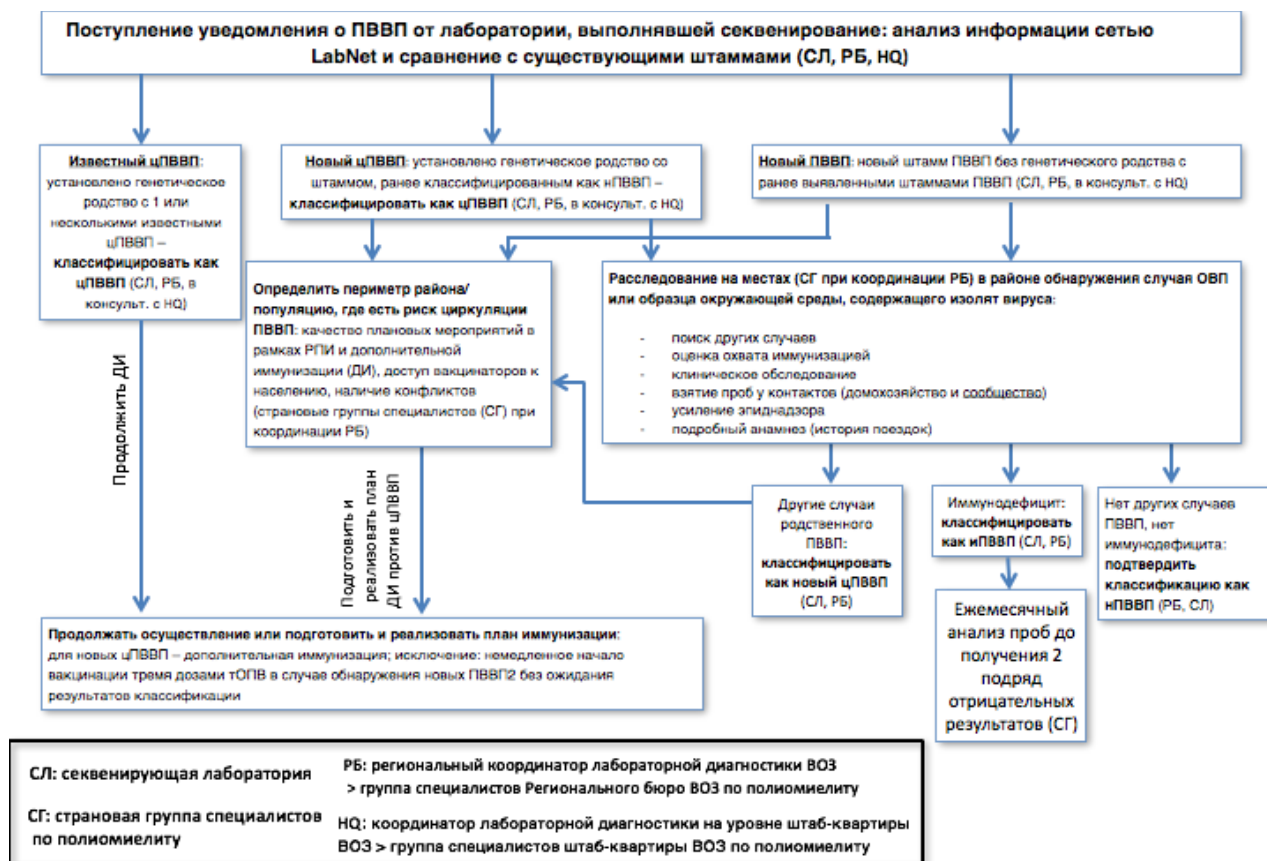 Поступление уведомления о ПВВП от лаборатории, выполнявшей секвенирование: анализ информации сетью
LabNet и сравнение с существующими штаммами (СЛ, РБ, HQ)
Известный цПВВП:
установлено генетическое
родство с 1 или
несколькими известными
цПВВП –
классифицировать как
цПВВП (СЛ, РБ, в
консульт. с HQ)
Новый цПВВП: установлено генетическое родство со
штаммом, ранее классифицированным как нПВВП –
классифицировать как цПВВП (СЛ, РБ, в консульт. с HQ)
Новый ПВВП: новый штамм ПВВП без генетического родства с
ранее выявленными штаммами ПВВП (СЛ, РБ, в консульт. с HQ)
Определить периметр района/
популяцию, где есть риск циркуляции
ПВВП: качество плановых мероприятий в
рамках РПИ и дополнительной
иммунизации (ДИ), доступ вакцинаторов к
населению, наличие конфликтов
(страновые группы специалистов (СГ) при
координации РБ)
Расследование на местах (СГ при координации РБ) в районе обнаружения случая ОВП
или образца окружающей среды, содержащего изолят вируса:
- поиск других случаев
- оценка охвата иммунизацией
- клиническое обследование
- взятие проб у контактов (домохозяйство и сообщество)
- усиление эпиднадзора
- подробный анамнез (история поездок)
Продолжить ДИ
Подготовить и
реализовать план
ДИ против цПВВП
Другие случаи
родственного
ПВВП:
классифицировать
как новый цПВВП
(СЛ, РБ)
Иммунодефицит:
классифицировать
как иПВВП (СЛ, РБ)
Нет других случаев
ПВВП, нет
иммунодефицита:
подтвердить
классификацию как
нПВВП (РБ, СЛ)
Ежемесячный
анализ проб до
получения 2
подряд
отрицательных
результатов (СГ)
Продолжать осуществление или подготовить и реализовать план иммунизации:
для новых цПВВП – дополнительная иммунизация; исключение: немедленное начало
вакцинации тремя дозами тОПВ в случае обнаружения новых ПВВП2 без ожидания
результатов классификации
СЛ: секвенирующая лаборатория
СГ: страновая группа специалистов
по полиомиелиту
РБ: региональный координатор лабораторной диагностики ВОЗ
> группа специалистов Регионального бюро ВОЗ по полиомиелиту
HQ: координатор лабораторной диагностики на уровне штаб-квартиры
ВОЗ > группа специалистов штаб-квартиры ВОЗ по полиомиелиту